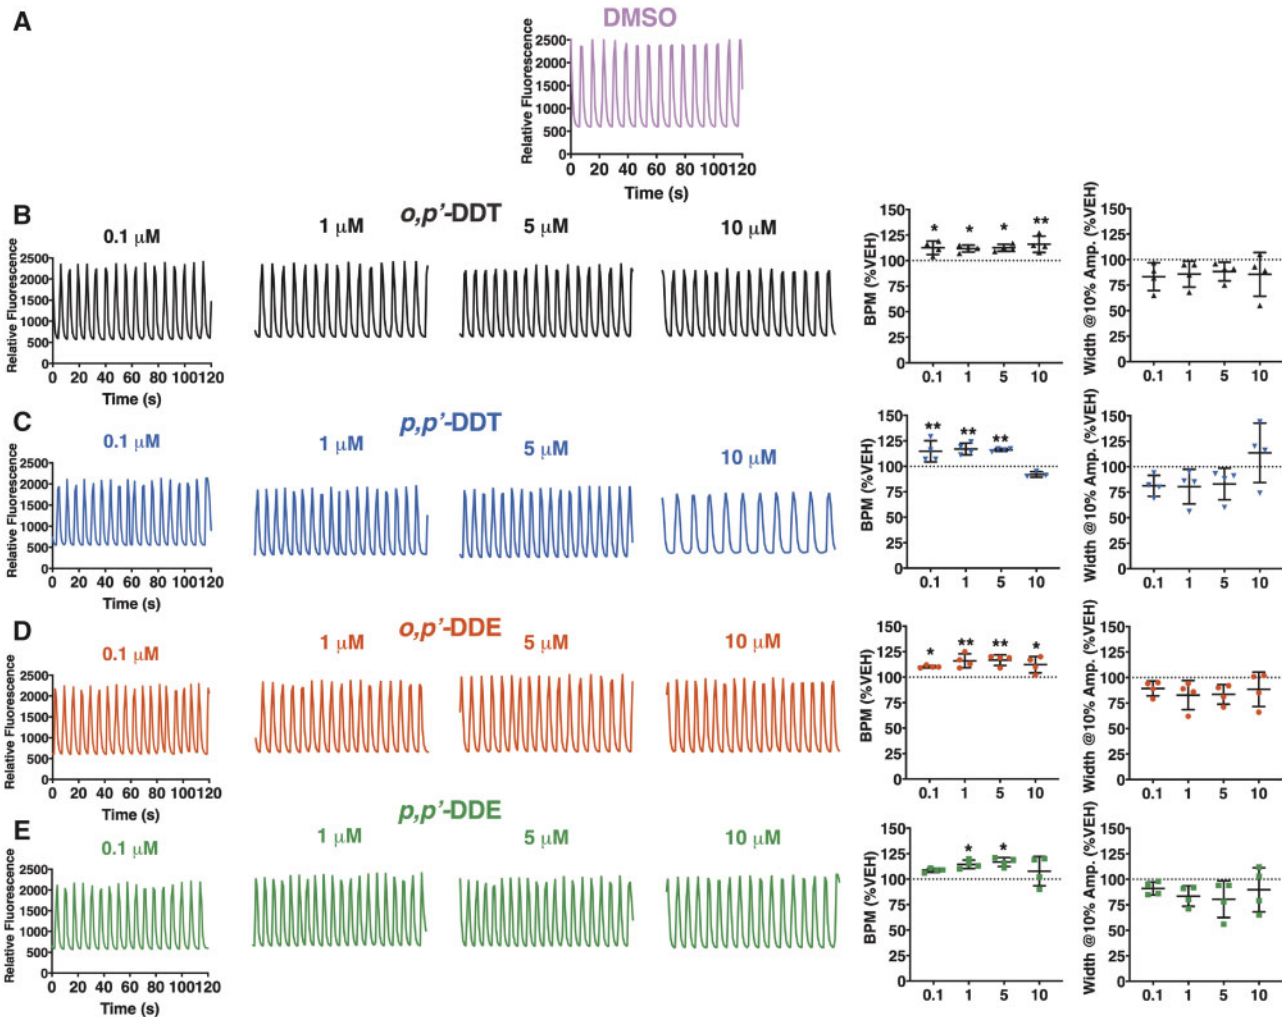 A
DMSO
Relative Fluorescence
2500
2000
1500
1000
500
0
0 20 40 60 80 100 120
Time (s)
B
o,p’-DDT
0.1 μM
1 μM
5 μM
10 μM
Relative Fluorescence
2500
2000
1500
1000
500
0
0 20 40 60 80 100120
Time (s)
BPM (%VEH)
150
125
100
75
50
25
0
* * * **
0.1 1 5 10
Width @10% Amp. (%VEH)
150
125
100
75
50
25
0
0.1 1 5 10
C
p,p’-DDT
0.1 μM
1 μM
5 μM
10 μM
Relative Fluorescence
2500
2000
1500
1000
500
0
0 20 40 60 80 100120
Time (s)
BPM (%VEH)
150
125
100
75
50
25
0
** ** **
0.1 1 5 10
Width @10% Amp. (%VEH)
150
125
100
75
50
25
0
0.1 1 5 10
D
o,p’-DDE
0.1 μM
1 μM
5 μM
10 μM
Relative Fluorescence
2500
2000
1500
1000
500
0
0 20 40 60 80 100 120
Time (s)
BPM (%VEH)
150
125
100
75
50
25
0
* ** ** *
0.1 1 5 10
Width @10% Amp. (%VEH)
150
125
100
75
50
25
0
0.1 1 5 10
E
p,p’-DDE
0.1 μM
1 μM
5 μM
10 μM
Relative Fluorescence
2500
2000
1500
1000
500
0
0 20 40 60 80 100120
Time (s)
BPM (%VEH)
150
125
100
75
50
25
0
* *
0.1 1 5 10
Width @10% Amp. (%VEH)
150
125
100
75
50
25
0
0.1 1 5 10